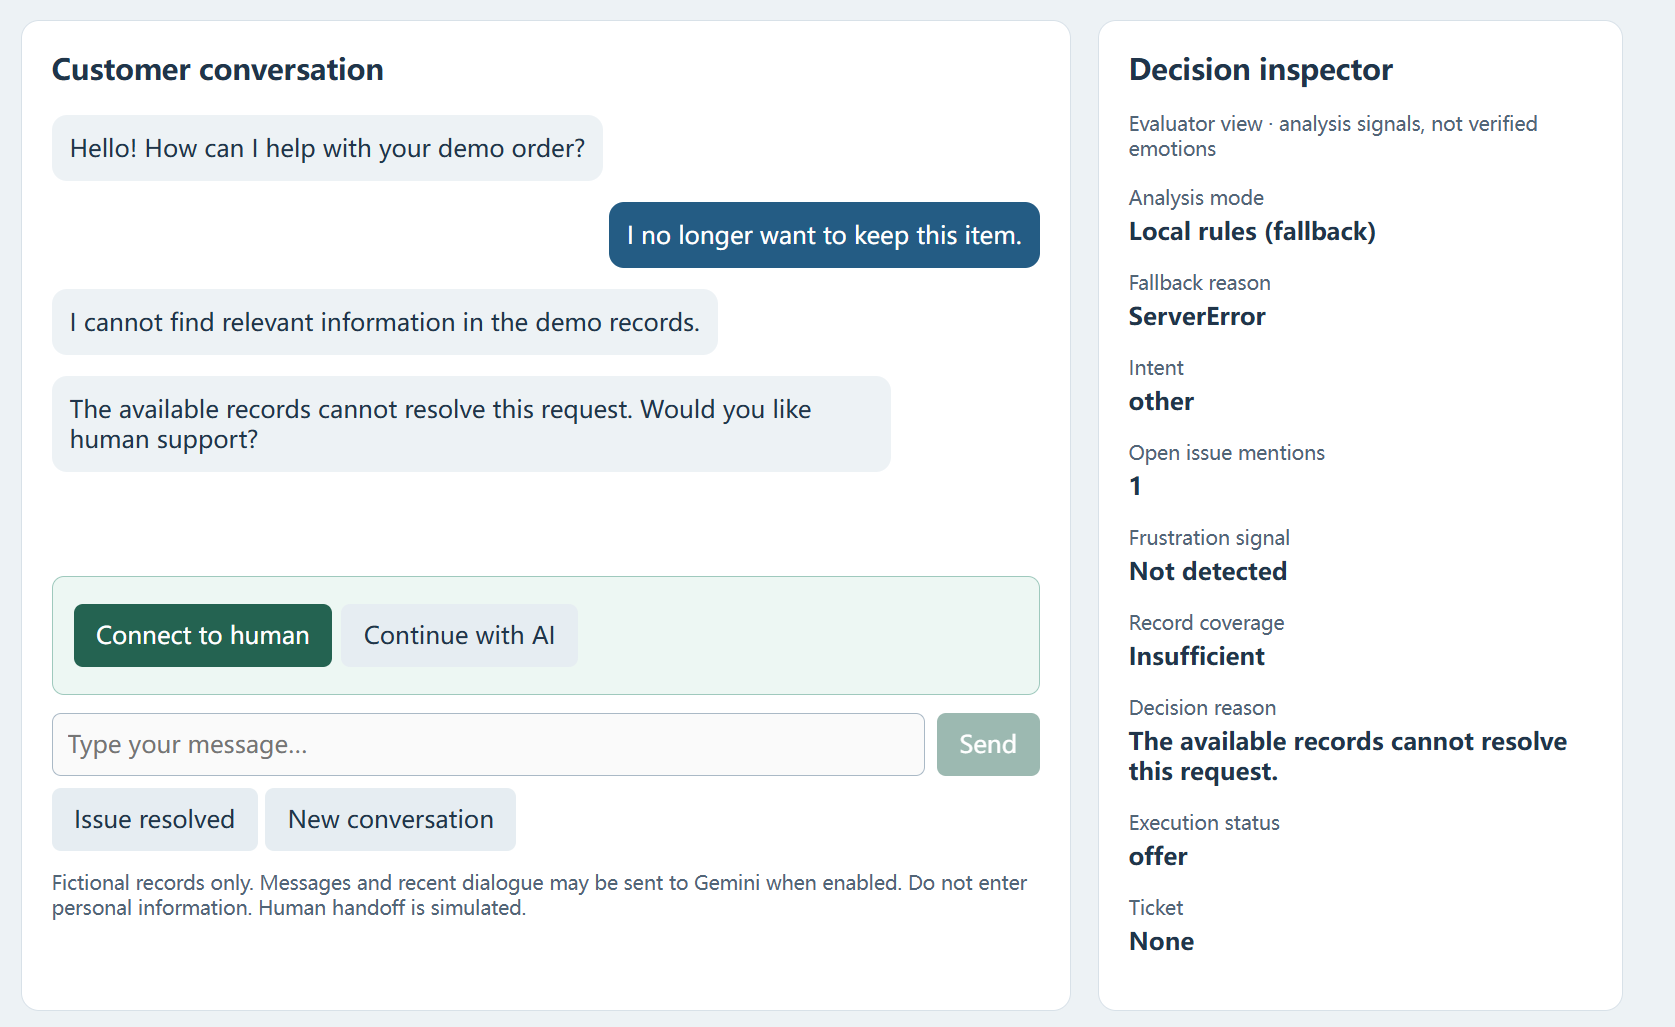 Customer conversation
Hello! How can I help with your demo order?
I no longer want to keep this item.
I cannot find relevant information in the demo records.
The available records cannot resolve this request. Would you like
human support?
Connect to human
Continue with AI
Type your message...
Send
Issue resolved
New conversation
Fictional records only. Messages and recent dialogue may be sent to Gemini when enabled. Do not enter
personal information. Human handoff is simulated.
Decision inspector
Evaluator view · analysis signals, not verified
emotions
Analysis mode
Local rules (fallback)
Fallback reason
ServerError
Intent
other
Open issue mentions
1
Frustration signal
Not detected
Record coverage
Insufficient
Decision reason
The available records cannot resolve
this request.
Execution status
offer
Ticket
None